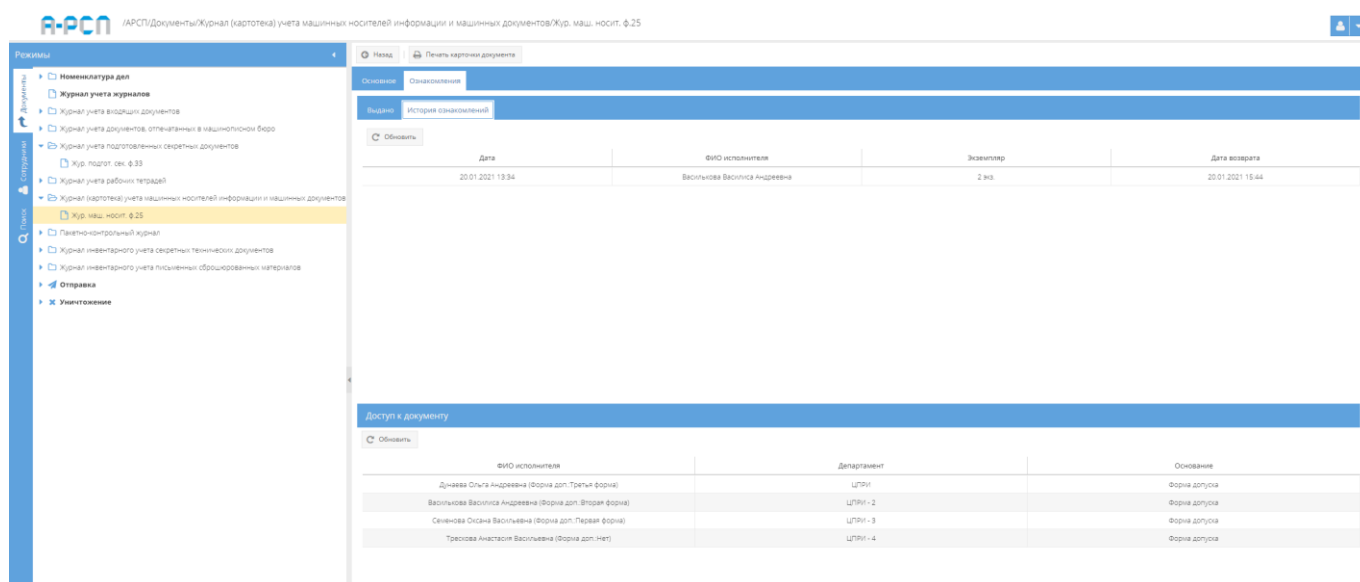 А-РСП
/АРСП/Документы/Журнал (картотека) учета машинных носителей информации и машинных документов/Жур. маш. носит. ф.25
Режимы
Документы
Сотрудники
Поиск
Номенклатура дел
Журнал учета журналов
Журнал учета входящих документов
Журнал учета документов, отпечатанных в машинописном бюро
Журнал учета подготовленных секретных документов
Жур. подгот. сек. ф.33
Журнал учета рабочих тетрадей
Журнал (картотека) учета машинных носителей информации и машинных документов
Жур. маш. носит. ф.25
Пакетно-контрольный журнал
Журнал инвентарного учета секретных технических документов
Журнал инвентарного учета письменных сброшюрованных материалов
Отправка
Уничтожение
Назад Печать карточки документа
Основное Ознакомления
Выдано История ознакомлений
Обновить
Дата ФИО исполнителя Экземпляр Дата возврата
20.01.2021 13:34 Василькова Василиса Андреевна 2 экз. 20.01.2021 15:44
Доступ к документу
Обновить
ФИО исполнителя Департамент Основание
Дунаева Ольга Андреевна (Форма доп.:Третья форма) ЦПРИ Форма допуска
Василькова Василиса Андреевна (Форма доп.:Вторая форма) ЦПРИ - 2 Форма допуска
Семенова Оксана Васильевна (Форма доп.:Первая форма) ЦПРИ - 3 Форма допуска
Трескова Анастасия Васильевна (Форма доп.:Нет) ЦПРИ - 4 Форма допуска